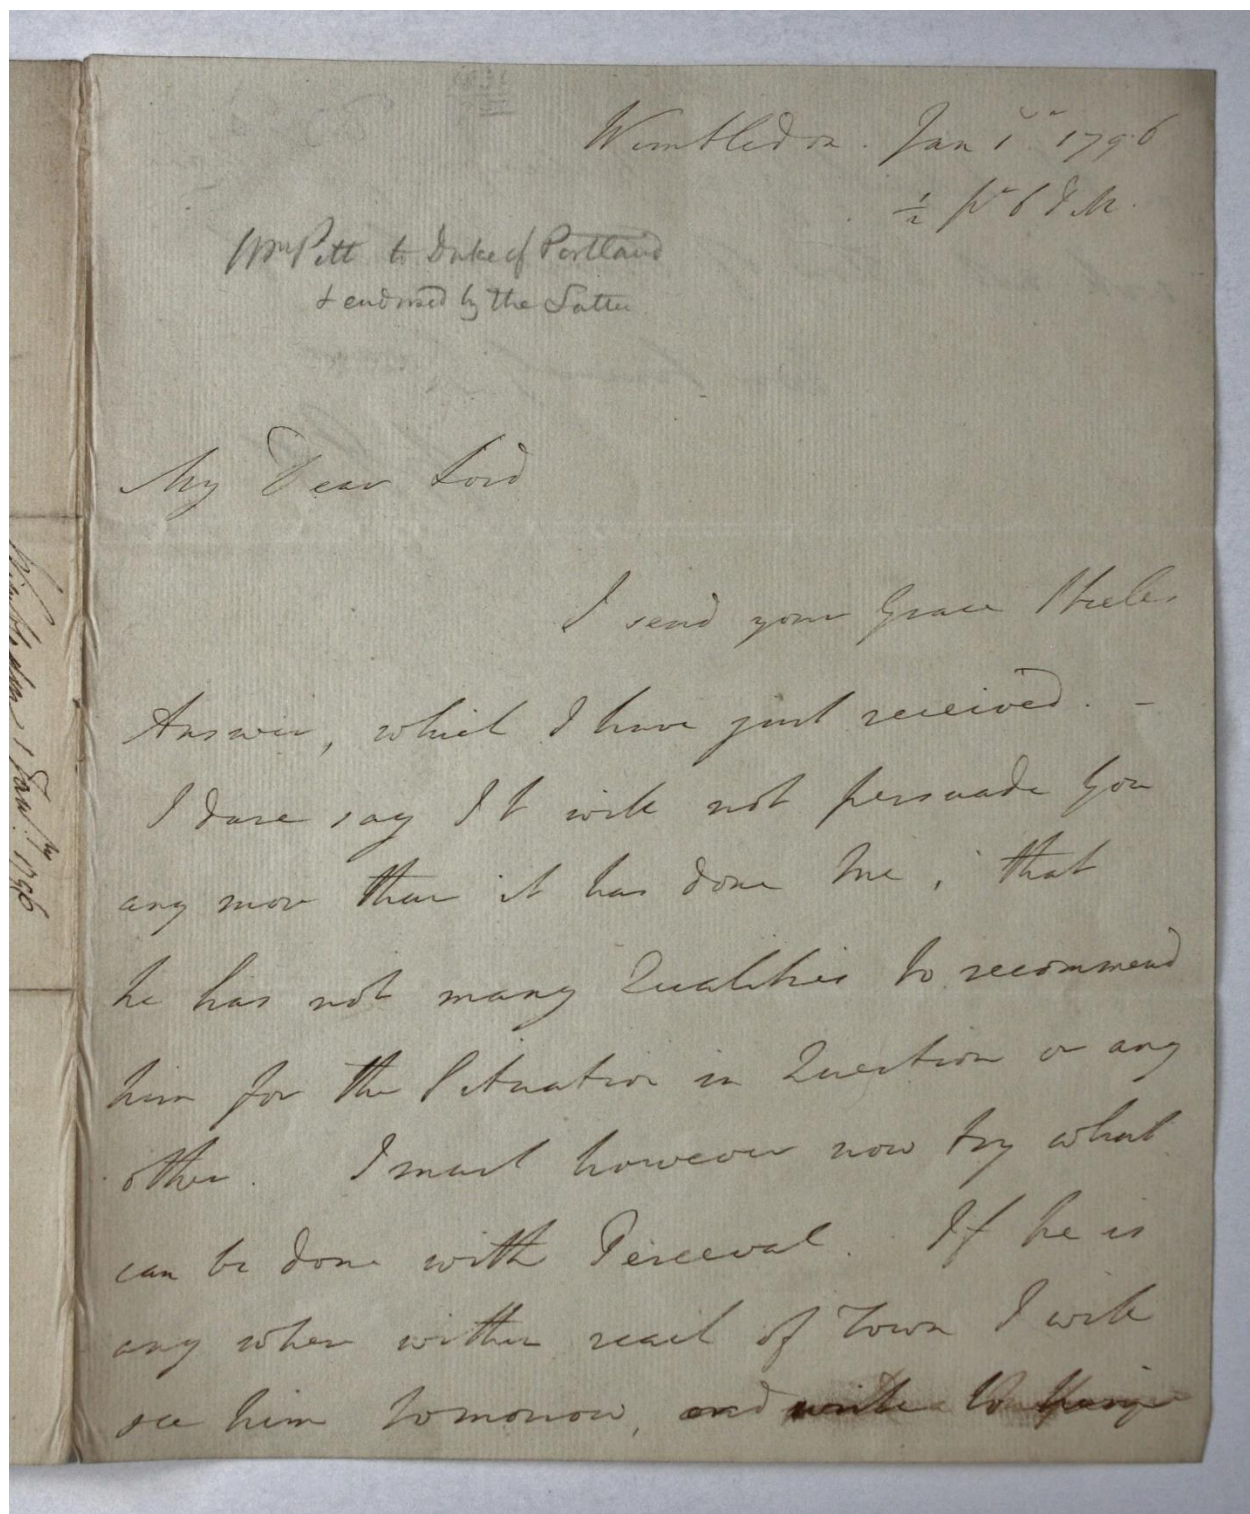 Wimbledon. Jan 1st 1796
1/2 pt 6 P.M.
Wm Pitt to Duke of Portland
& endorsed by the Latter
My Dear Lord
I send your Grace Steele's
Answer, which I have just received. -
I dare say It will not persuade You
any more than it has done Me, that
he has not many Qualities to recommend
him for the Situation in Question or any
other. I must however now try what
can be done with Perceval. If he is
any where within reach of Town I will
see him tomorrow, and write to
Wimbledon 1 Janry 1796